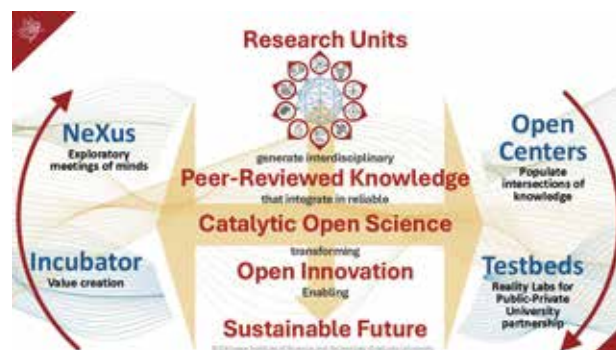 Research Units
generate interdisciplinary
Peer-Reviewed Knowledge
that integrate in reliable
Catalytic Open Science
transforming
Open Innovation
Enabling
Sustainable Future
NeXus
Exploratory
meetings of minds
Incubator
Value creation
Open
Centers
Populate
intersections of
knowledge
Testbeds
Reality Labs for
Public-Private
University
partnership